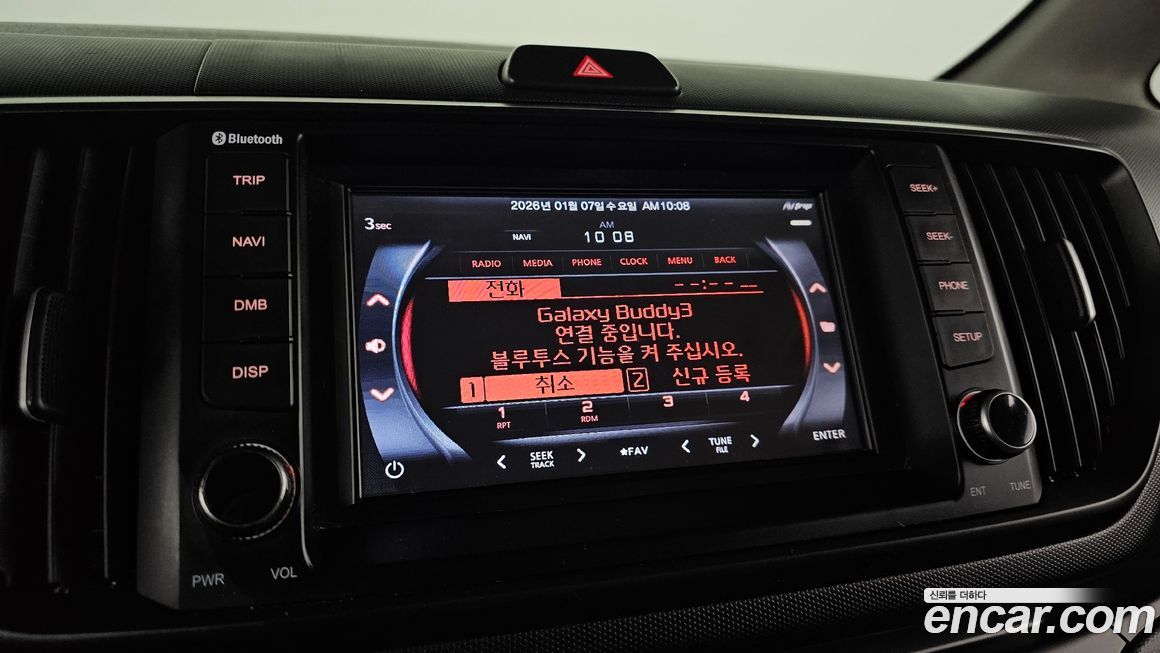 Bluetooth
TRIP
NAVI
DMB
DISP
PWR
VOL
2026년 01월 07일 수요일 AM10:08
3sec
AM
NAVI
10 08
RADIO MEDIA PHONE CLOCK MENU BACK
전화
--:-- --
Galaxy Buddy3
연결 중입니다.
블루투스 기능을 켜 주십시오.
1 취소 2 신규 등록
1 2 3 4
RPT RDM
< SEEK TRACK > ★FAV < TUNE FILE > ENTER
SEEK+
SEEK-
PHONE
SETUP
ENT TUNE
신뢰를 더하다
encar.com